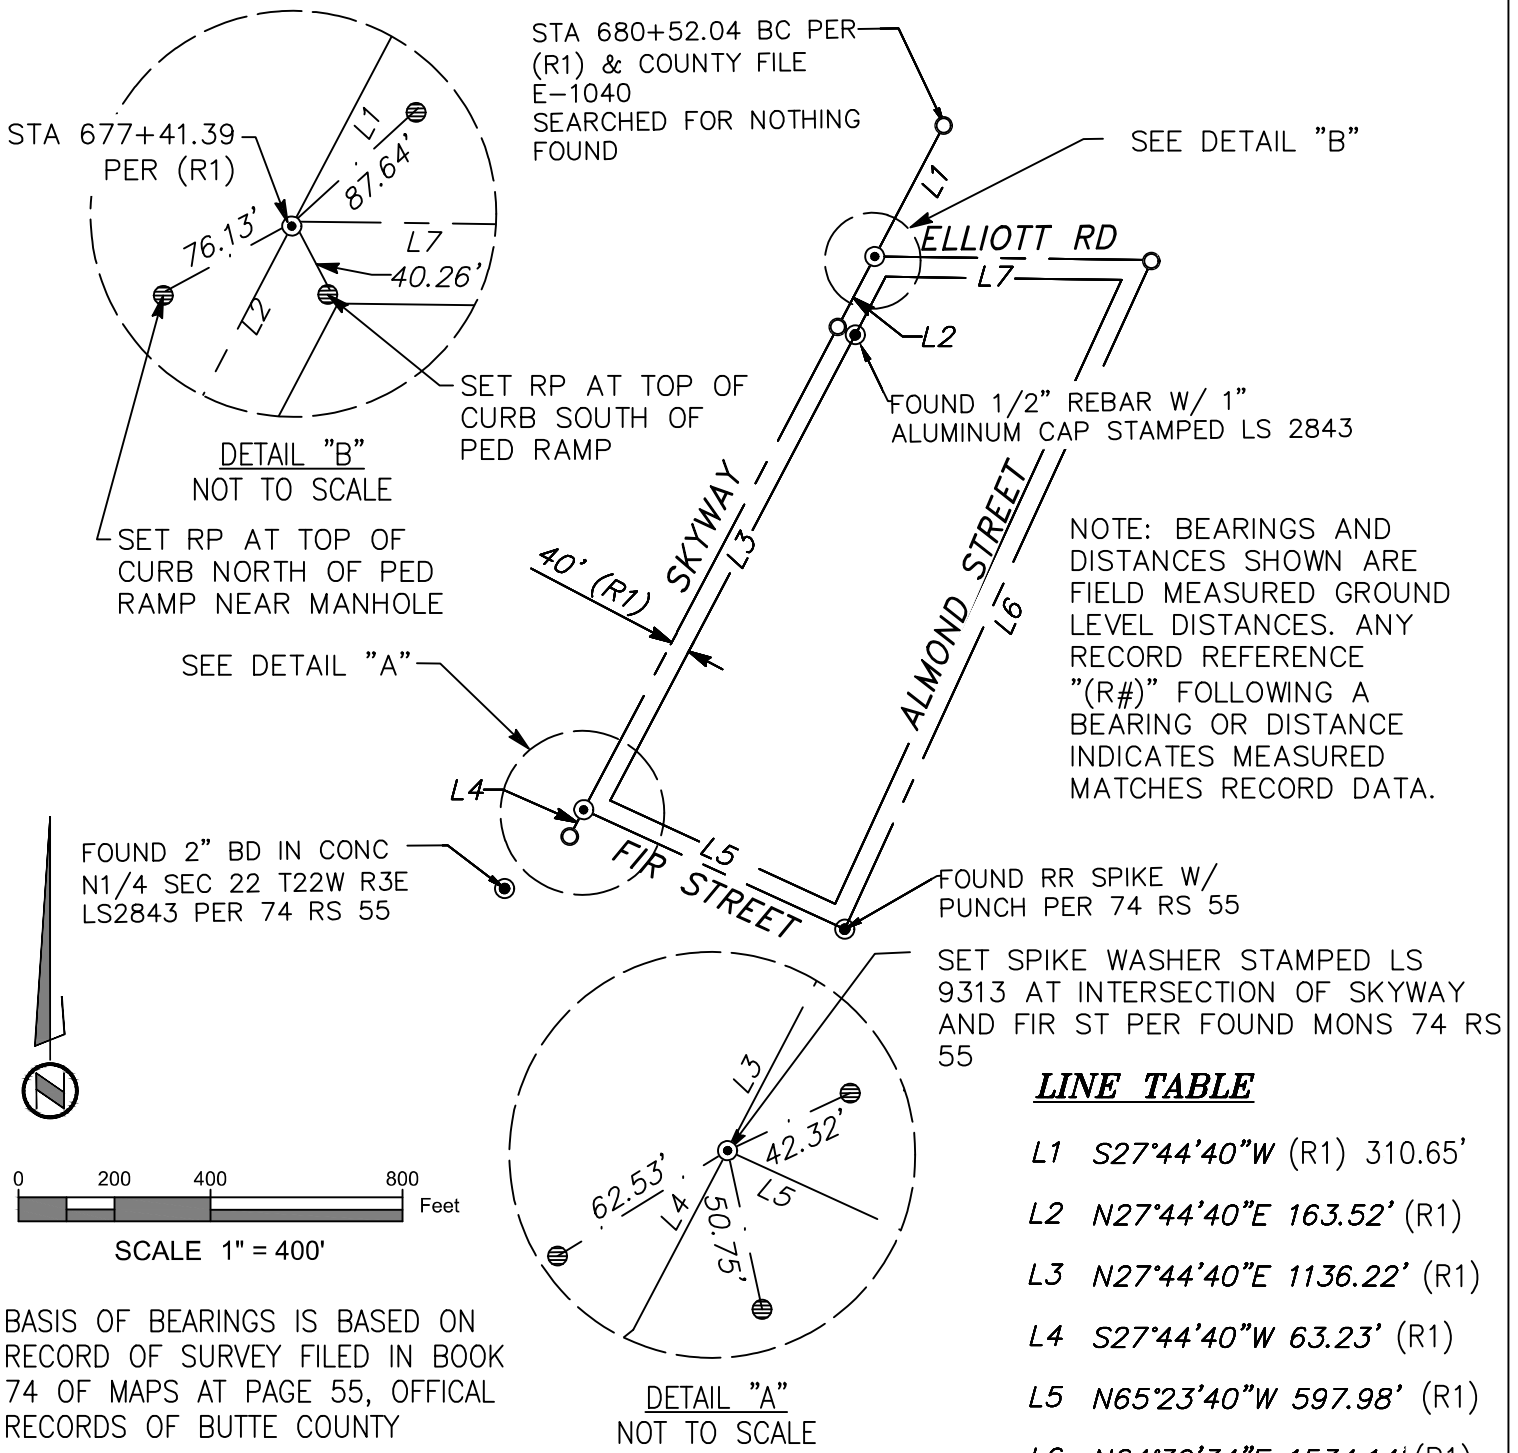 STA 680+52.04 BC PER
(R1) & COUNTY FILE
E-1040
SEARCHED FOR NOTHING
FOUND
SEE DETAIL "B"
STA 677+41.39
PER (R1)
L1
87.64'
76.13'
L7
40.26'
L2
SET RP AT TOP OF
CURB SOUTH OF
PED RAMP
DETAIL "B"
NOT TO SCALE
SET RP AT TOP OF
CURB NORTH OF PED
RAMP NEAR MANHOLE
L1
ELLIOTT RD
L7
L2
FOUND 1/2" REBAR W/ 1"
ALUMINUM CAP STAMPED LS 2843
SKYWAY
L3
40' (R1)
ALMOND STREET
L6
NOTE: BEARINGS AND
DISTANCES SHOWN ARE
FIELD MEASURED GROUND
LEVEL DISTANCES. ANY
RECORD REFERENCE
"(R#)" FOLLOWING A
BEARING OR DISTANCE
INDICATES MEASURED
MATCHES RECORD DATA.
SEE DETAIL "A"
L4
L5
FIR STREET
FOUND 2" BD IN CONC
N1/4 SEC 22 T22W R3E
LS2843 PER 74 RS 55
FOUND RR SPIKE W/
PUNCH PER 74 RS 55
SET SPIKE WASHER STAMPED LS
9313 AT INTERSECTION OF SKYWAY
AND FIR ST PER FOUND MONS 74 RS
55
L3
42.32'
62.53'
L4
L5
50.75'
DETAIL "A"
NOT TO SCALE
N
0 200 400 800
Feet
SCALE 1" = 400'
BASIS OF BEARINGS IS BASED ON
RECORD OF SURVEY FILED IN BOOK
74 OF MAPS AT PAGE 55, OFFICAL
RECORDS OF BUTTE COUNTY
LINE TABLE
L1 S27°44'40"W (R1) 310.65'
L2 N27°44'40"E 163.52' (R1)
L3 N27°44'40"E 1136.22' (R1)
L4 S27°44'40"W 63.23' (R1)
L5 N65°23'40"W 597.98' (R1)
L6